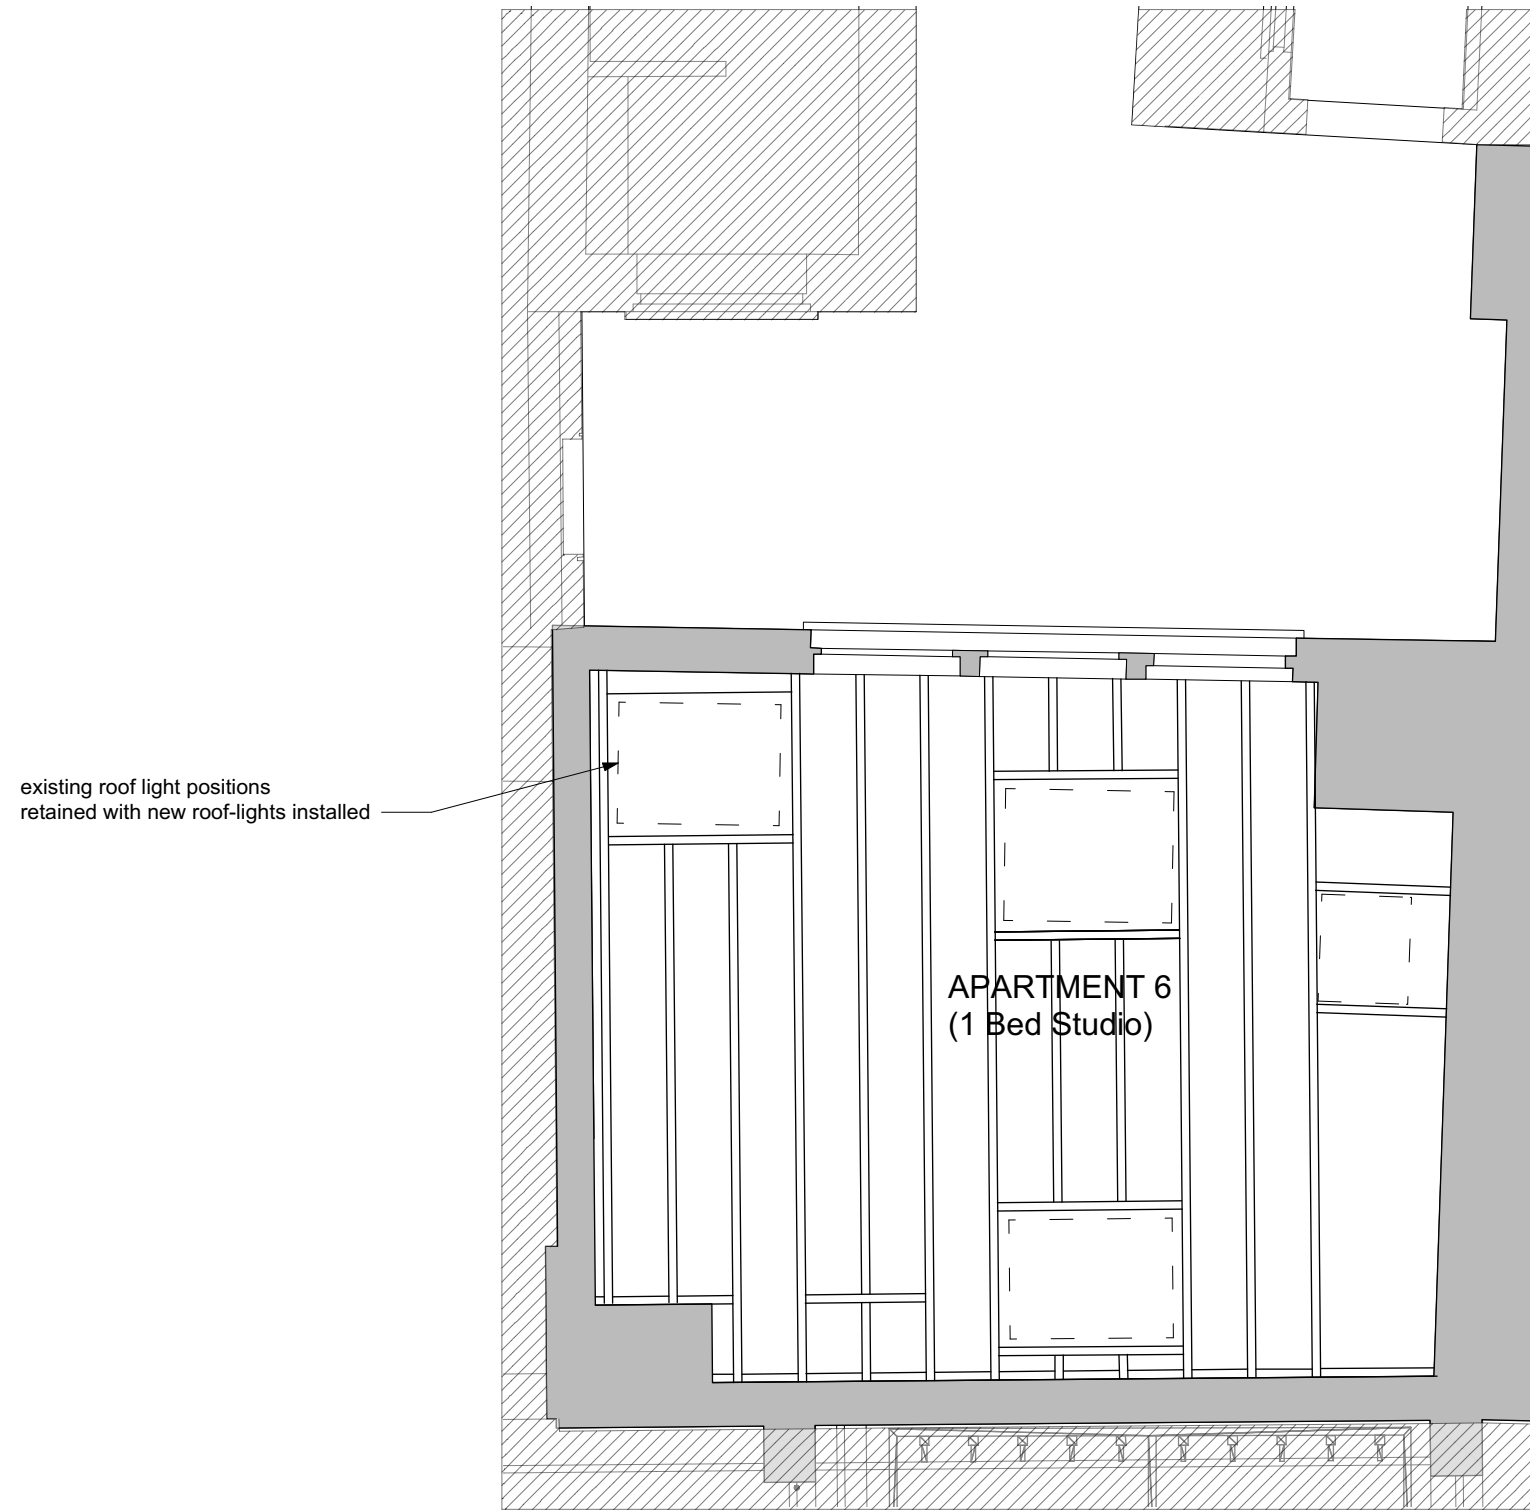 existing roof light positions
retained with new roof-lights installed
APARTMENT 6
(1 Bed Studio)